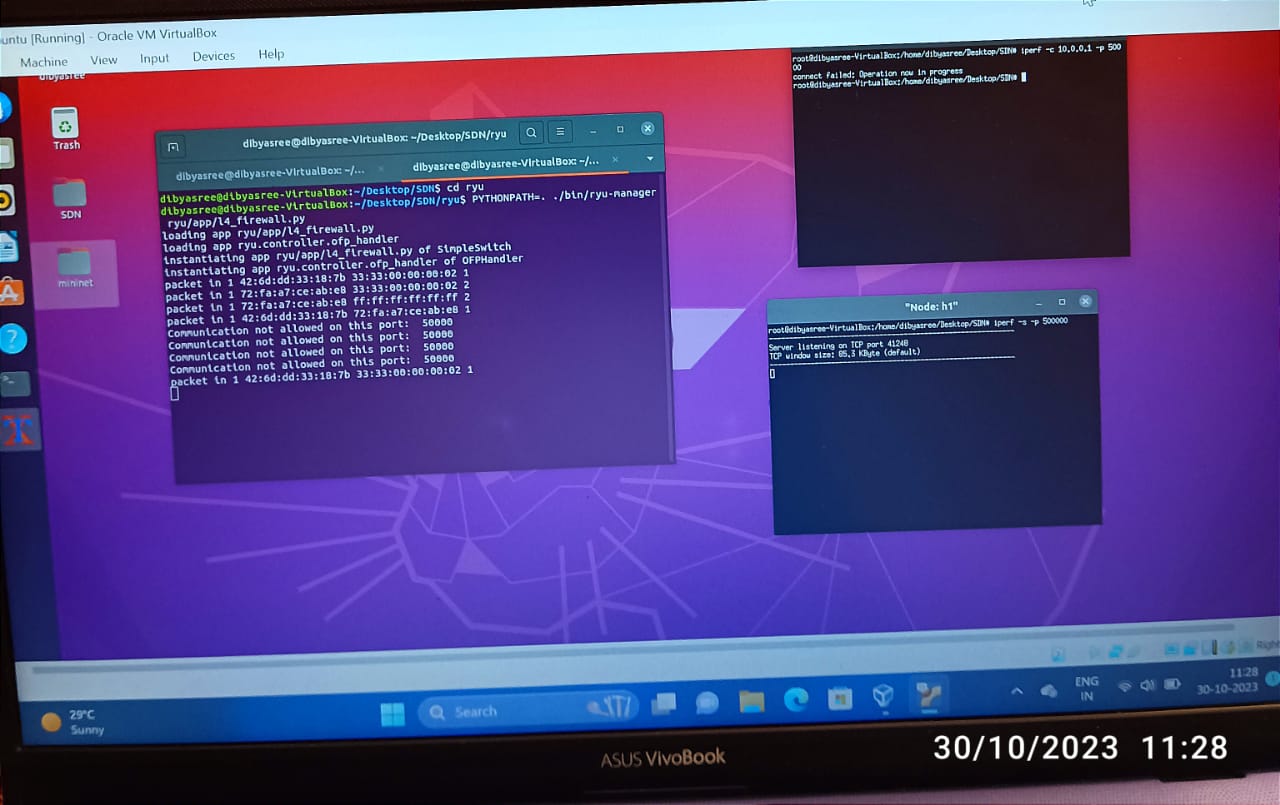 untu [Running] - Oracle VM VirtualBox
Machine View Input Devices Help
dibyasree
Trash
SDN
mininet
dibyasree@dibyasree-VirtualBox: ~/Desktop/SDN/ryu
dibyasree@dibyasree-VirtualBox: ~/...
dibyasree@dibyasree-VirtualBox: ~/...
dibyasree@dibyasree-VirtualBox:~/Desktop/SDN$ cd ryu
dibyasree@dibyasree-VirtualBox:~/Desktop/SDN/ryu$ PYTHONPATH=. ./bin/ryu-manager
ryu/app/l4_firewall.py
loading app ryu/app/l4_firewall.py
loading app ryu.controller.ofp_handler
instantiating app ryu/app/l4_firewall.py of SimpleSwitch
instantiating app ryu.controller.ofp_handler of OFPHandler
packet in 1 42:6d:dd:33:18:7b 33:33:00:00:00:02 1
packet in 1 72:fa:a7:ce:ab:e8 33:33:00:00:00:02 2
packet in 1 72:fa:a7:ce:ab:e8 ff:ff:ff:ff:ff:ff 2
packet in 1 42:6d:dd:33:18:7b 72:fa:a7:ce:ab:e8 1
Communication not allowed on this port: 50000
Communication not allowed on this port: 50000
Communication not allowed on this port: 50000
Communication not allowed on this port: 50000
packet in 1 42:6d:dd:33:18:7b 33:33:00:00:00:02 1
root@dibyasree-VirtualBox:/home/dibyasree/Desktop/SDN# iperf -c 10.0.0.1 -p 500
00
connect failed: Operation now in progress
root@dibyasree-VirtualBox:/home/dibyasree/Desktop/SDN#
"Node: h1"
root@dibyasree-VirtualBox:/home/dibyasree/Desktop/SDN# iperf -s -p 500000
Server listening on TCP port 41248
TCP window size: 85.3 KByte (default)
Right
29°C
Sunny
Search
ENG
IN
11:28
30-10-2023
ASUS VivoBook
30/10/2023 11:28